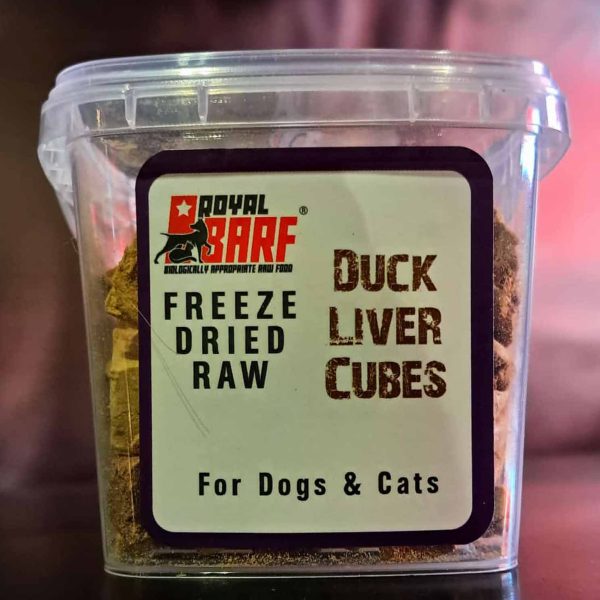 ROYAL
BARF®
BIOLOGICALLY APPROPRIATE RAW FOOD
FREEZE
DRIED
RAW
DUCK
LIVER
CUBES
For Dogs & Cats